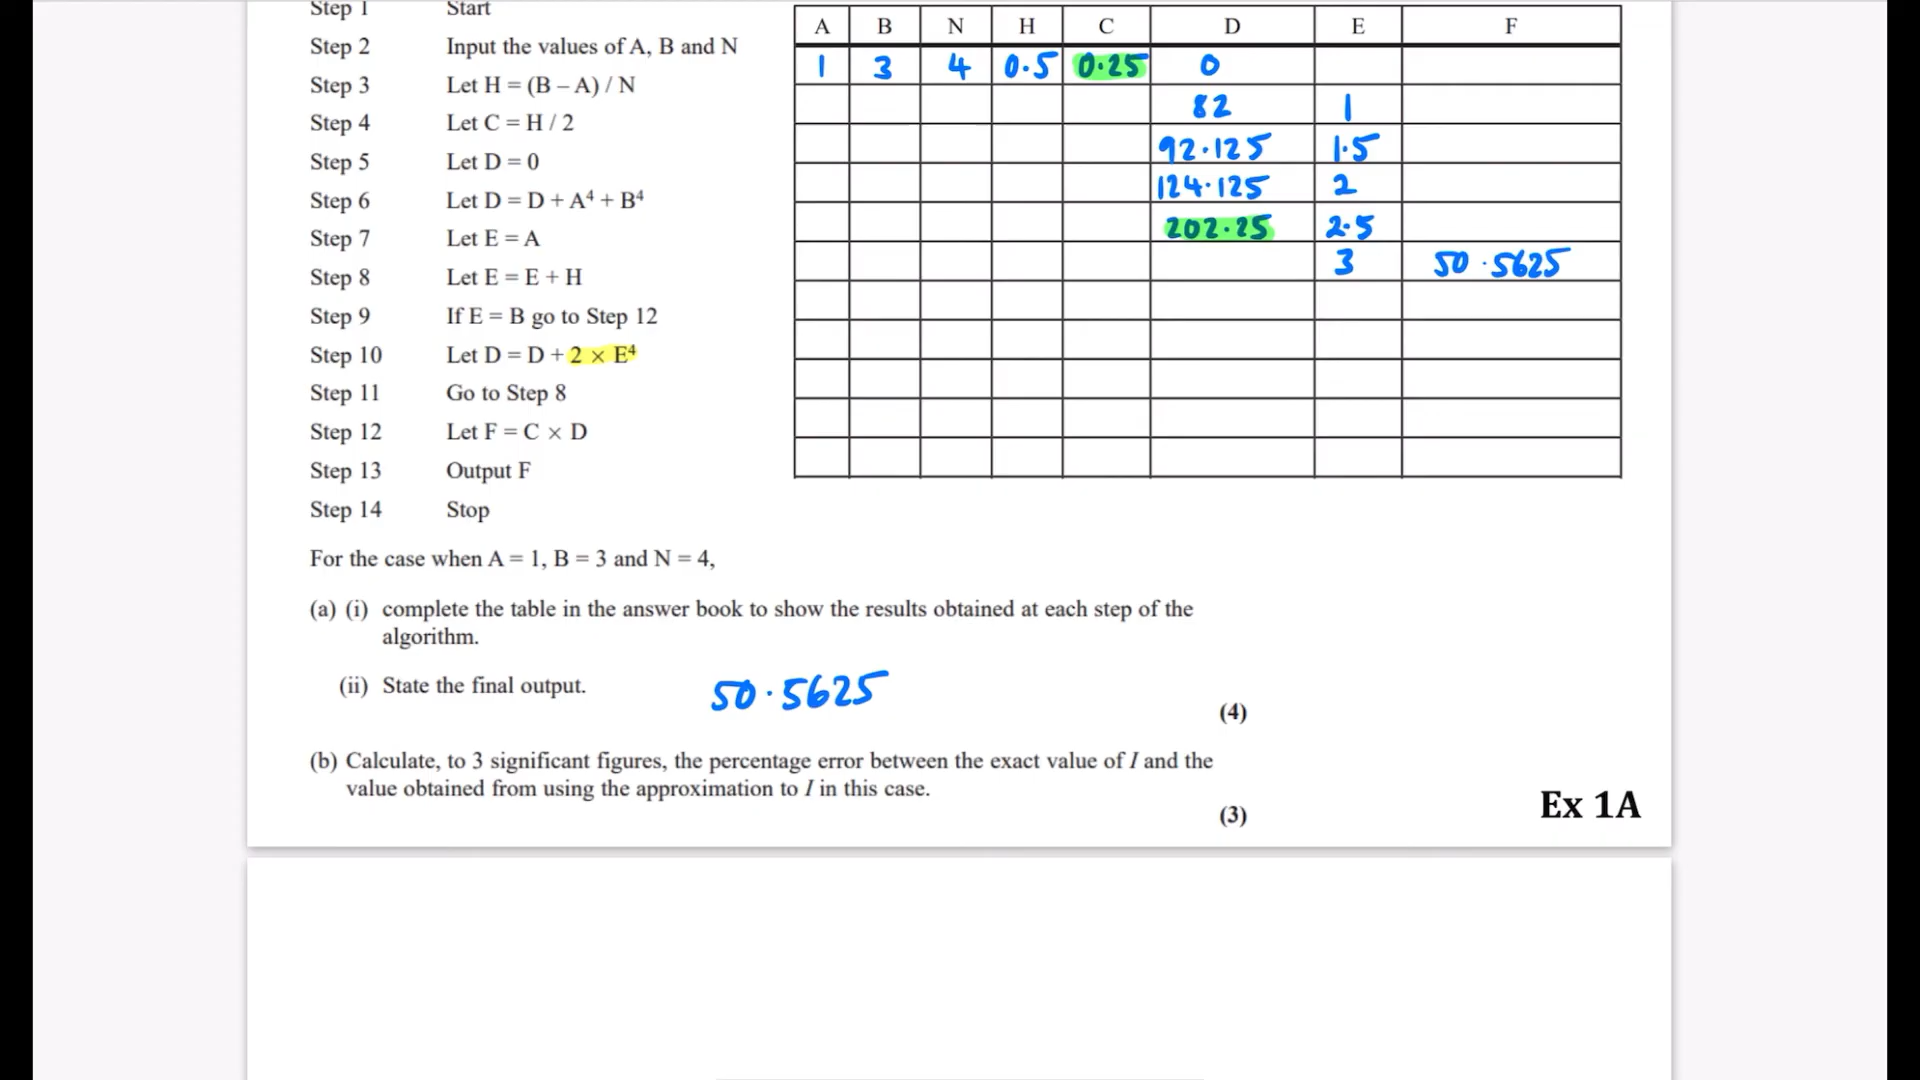 Step 1 Start
Step 2 Input the values of A, B and N
Step 3 Let H = (B – A) / N
Step 4 Let C = H / 2
Step 5 Let D = 0
Step 6 Let D = D + A⁴ + B⁴
Step 7 Let E = A
Step 8 Let E = E + H
Step 9 If E = B go to Step 12
Step 10 Let D = D + 2 × E⁴
Step 11 Go to Step 8
Step 12 Let F = C × D
Step 13 Output F
Step 14 Stop
A B N H C D E F
1 3 4 0.5 0.25 0
82 1
92.125 1.5
124.125 2
202.25 2.5
3 50.5625
For the case when A = 1, B = 3 and N = 4,
(a) (i) complete the table in the answer book to show the results obtained at each step of the
algorithm.
(ii) State the final output. 50.5625
(4)
(b) Calculate, to 3 significant figures, the percentage error between the exact value of I and the
value obtained from using the approximation to I in this case.
(3)
Ex 1A